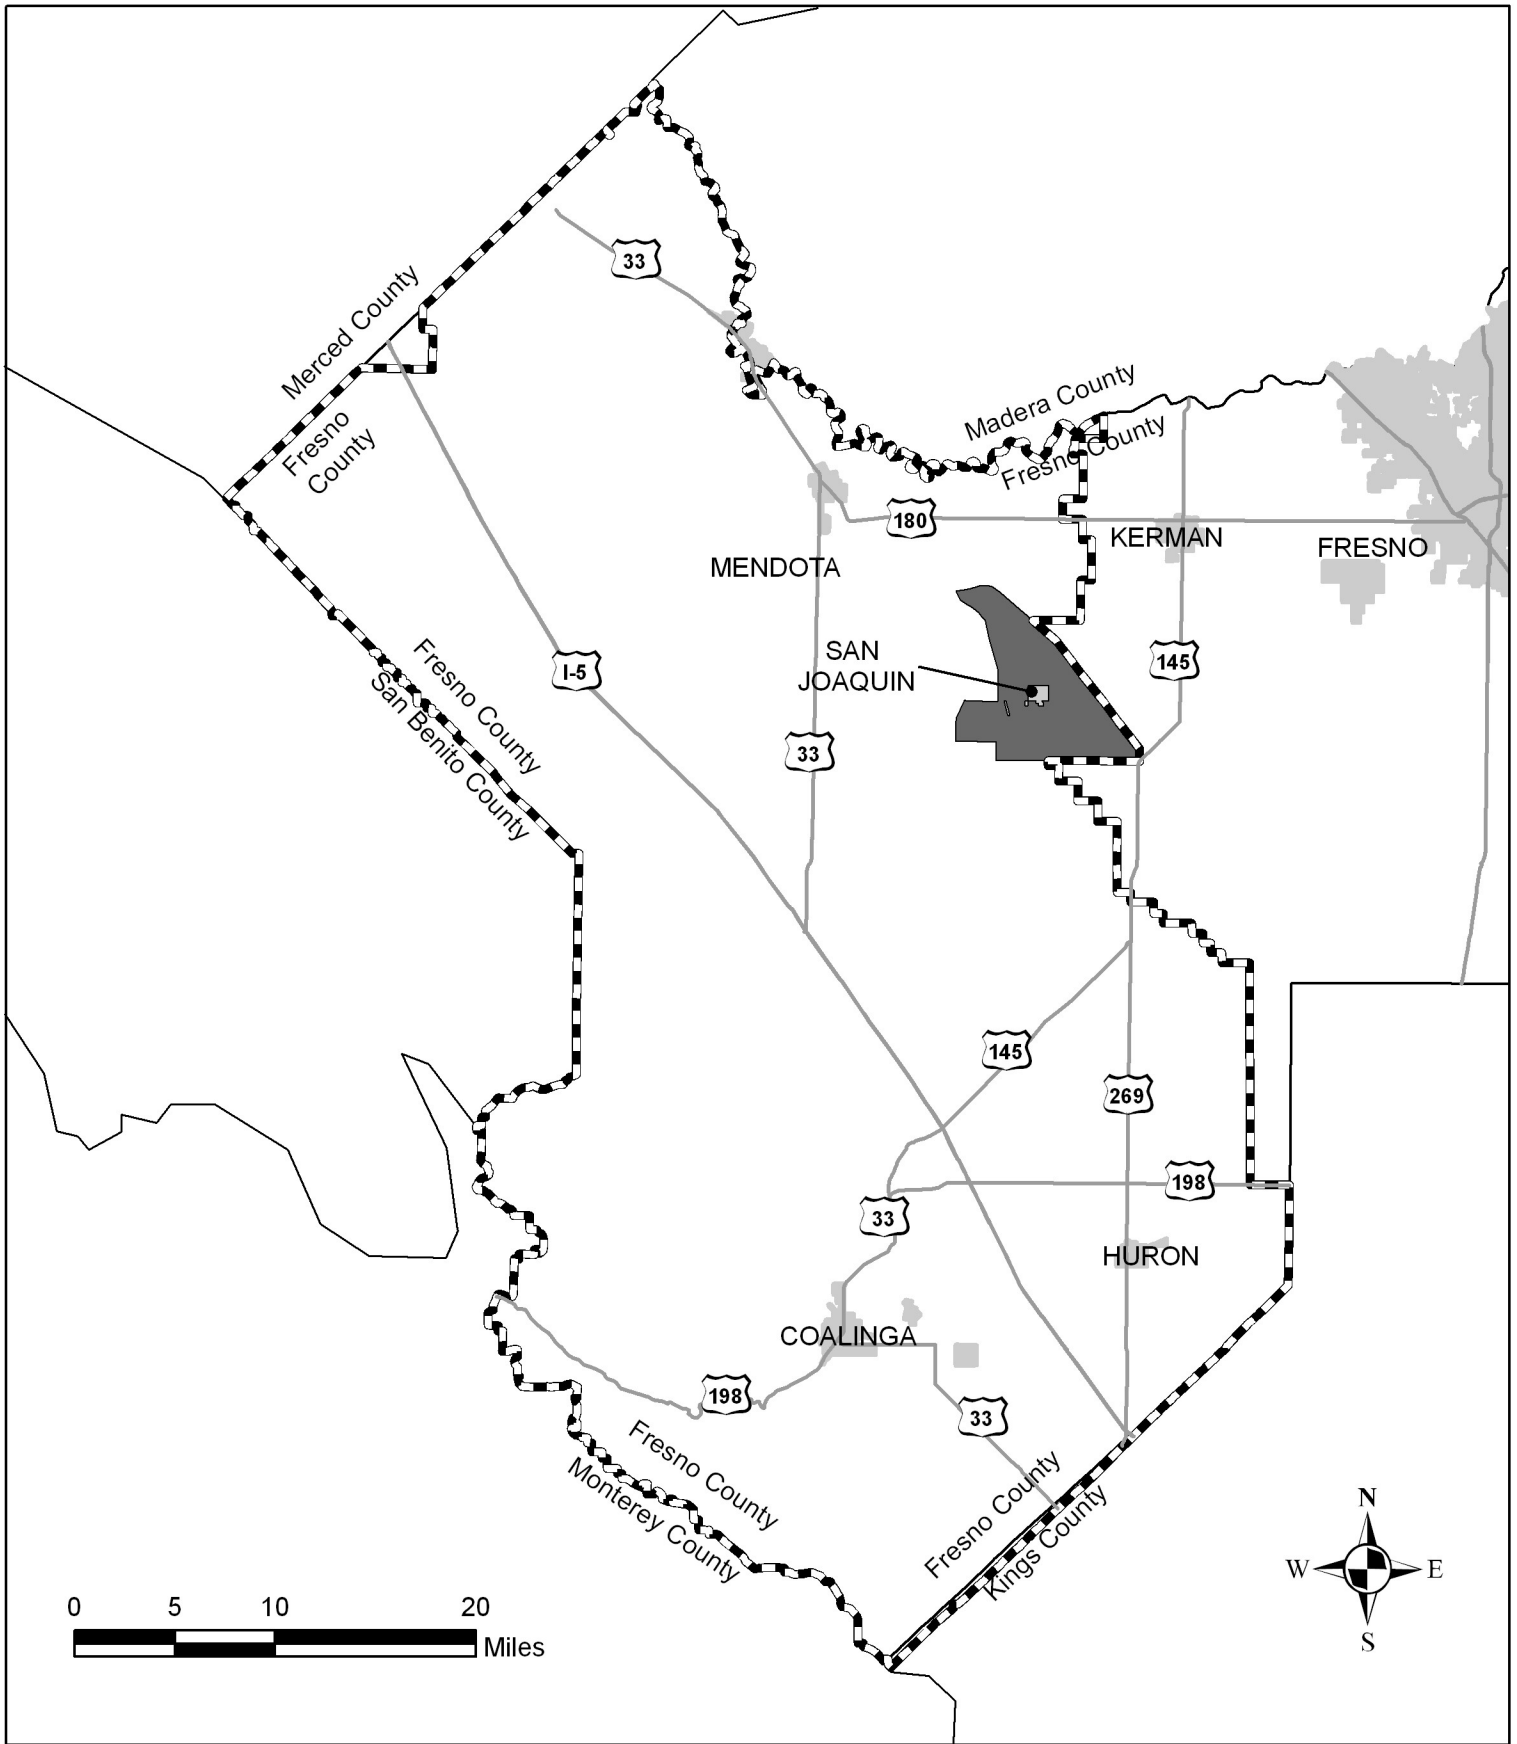 33
Merced County
Fresno
County
Madera County
Fresno County
180
KERMAN
FRESNO
MENDOTA
SAN
JOAQUIN
145
I-5
Fresno County
San Benito County
33
145
269
198
33
HURON
COALINGA
198
33
Fresno County
Monterey County
Fresno County
Kings County
N
W
E
S
0 5 10 20
Miles